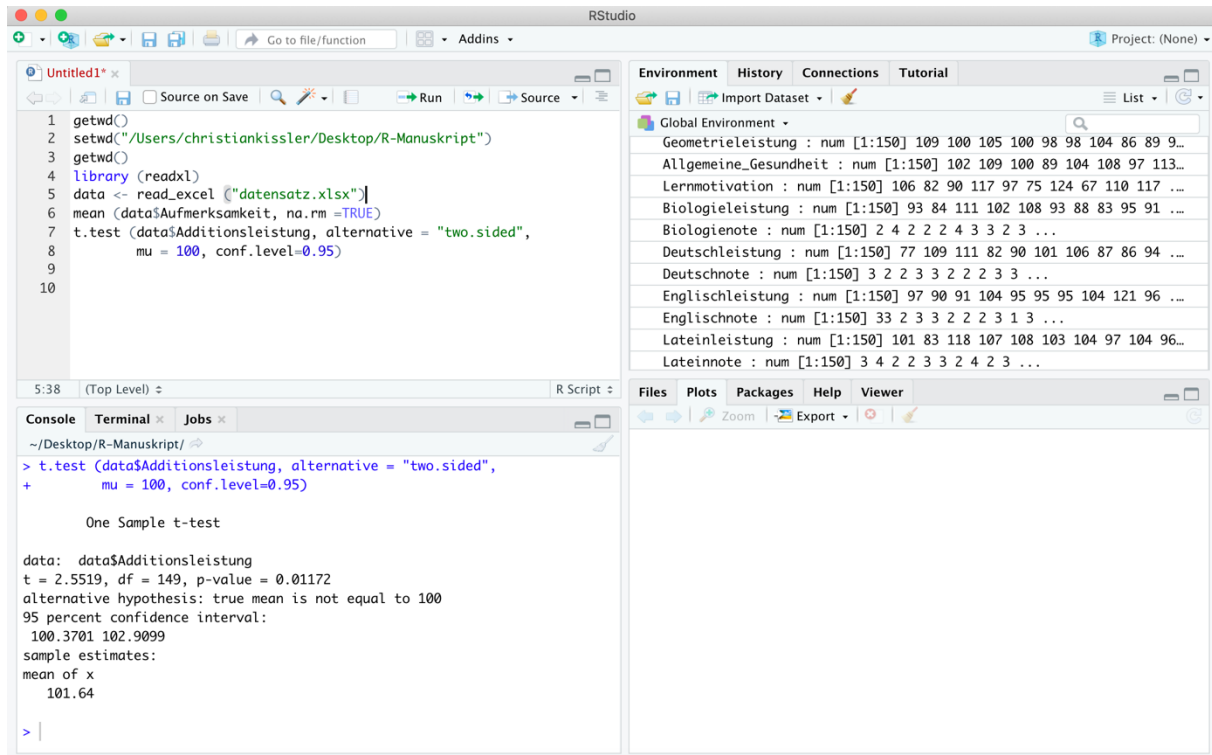 RStudio
Go to file/function
Addins
Project: (None)
Untitled1*
Source on Save
Run
Source
1 getwd()
2 setwd("/Users/christiankissler/Desktop/R-Manuskript")
3 getwd()
4 library (readxl)
5 data <- read_excel ("datensatz.xlsx")
6 mean (data$Aufmerksamkeit, na.rm =TRUE)
7 t.test (data$Additionsleistung, alternative = "two.sided",
8 mu = 100, conf.level=0.95)
9
10
5:38 (Top Level) R Script
Console Terminal Jobs
~/Desktop/R-Manuskript/
> t.test (data$Additionsleistung, alternative = "two.sided",
+ mu = 100, conf.level=0.95)
One Sample t-test
data: data$Additionsleistung
t = 2.5519, df = 149, p-value = 0.01172
alternative hypothesis: true mean is not equal to 100
95 percent confidence interval:
100.3701 102.9099
sample estimates:
mean of x
101.64
>
Environment History Connections Tutorial
Import Dataset
List
Global Environment
Geometrieleistung : num [1:150] 109 100 105 100 98 98 104 86 89 9…
Allgemeine_Gesundheit : num [1:150] 102 109 100 89 104 108 97 113…
Lernmotivation : num [1:150] 106 82 90 117 97 75 124 67 110 117 ...
Biologieleistung : num [1:150] 93 84 111 102 108 93 88 83 95 91 ...
Biologienote : num [1:150] 2 4 2 2 2 4 3 3 2 3 ...
Deutschleistung : num [1:150] 77 109 111 82 90 101 106 87 86 94 ...
Deutschnote : num [1:150] 3 2 2 3 3 2 2 2 3 3 ...
Englischleistung : num [1:150] 97 90 91 104 95 95 95 104 121 96 ...
Englischnote : num [1:150] 33 2 3 3 2 2 2 3 1 3 ...
Lateinleistung : num [1:150] 101 83 118 107 108 103 104 97 104 96…
Lateinnote : num [1:150] 3 4 2 2 3 3 2 4 2 3 ...
Files Plots Packages Help Viewer
Zoom Export